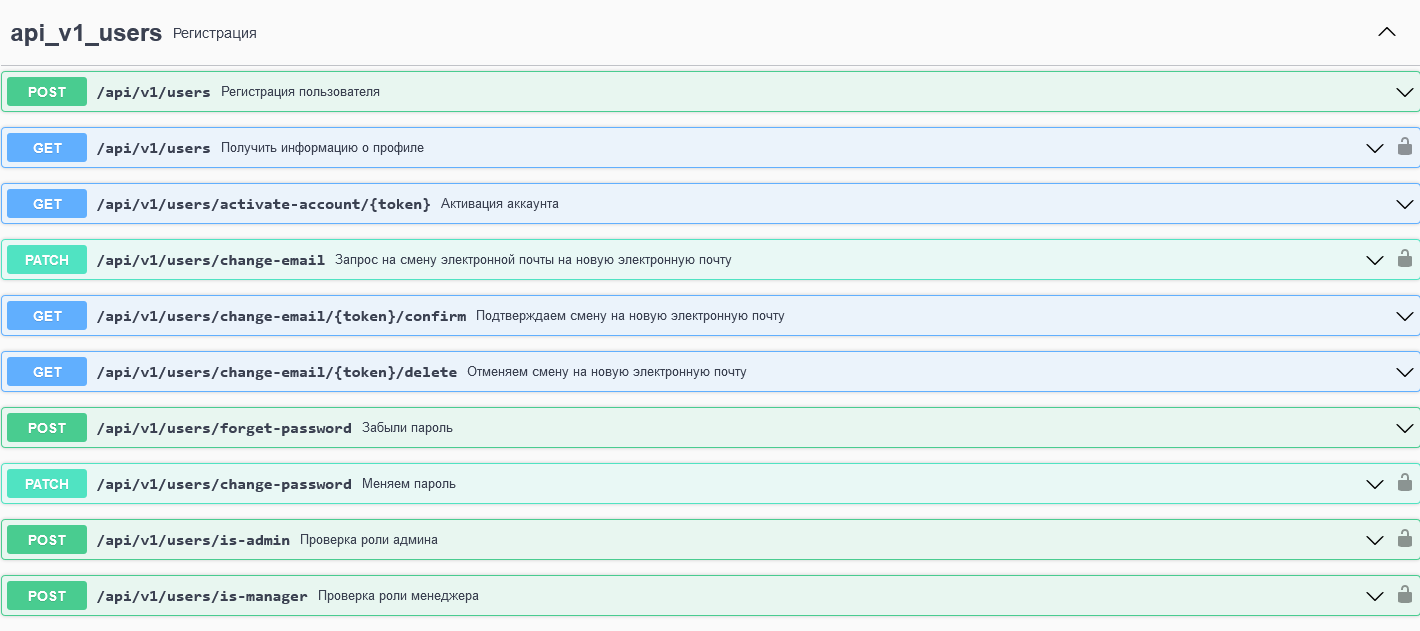 api_v1_users Регистрация
POST /api/v1/users Регистрация пользователя
GET /api/v1/users Получить информацию о профиле
GET /api/v1/users/activate-account/{token} Активация аккаунта
PATCH /api/v1/users/change-email Запрос на смену электронной почты на новую электронную почту
GET /api/v1/users/change-email/{token}/confirm Подтверждаем смену на новую электронную почту
GET /api/v1/users/change-email/{token}/delete Отменяем смену на новую электронную почту
POST /api/v1/users/forget-password Забыли пароль
PATCH /api/v1/users/change-password Меняем пароль
POST /api/v1/users/is-admin Проверка роли админа
POST /api/v1/users/is-manager Проверка роли менеджера